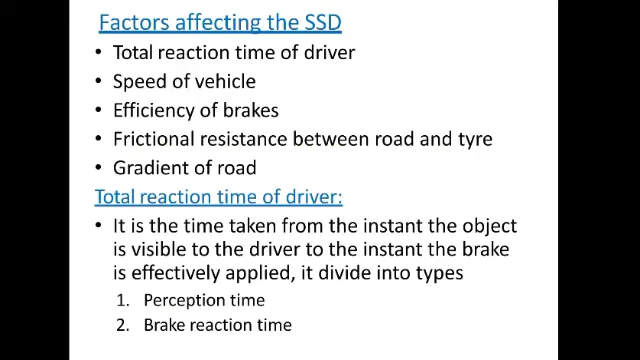 Factors affecting the SSD
• Total reaction time of driver
• Speed of vehicle
• Efficiency of brakes
• Frictional resistance between road and tyre
• Gradient of road
Total reaction time of driver:
• It is the time taken from the instant the object
is visible to the driver to the instant the brake
is effectively applied, it divide into types
1. Perception time
2. Brake reaction time